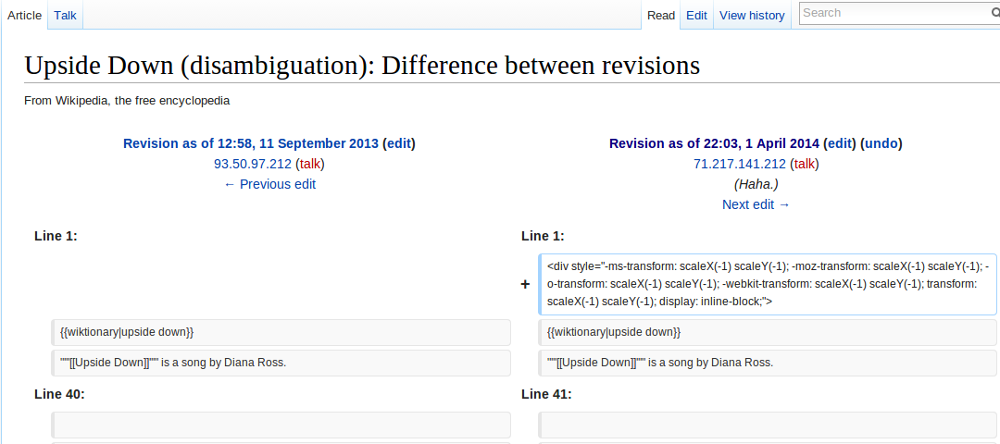 Article Talk Read Edit View history Search
Upside Down (disambiguation): Difference between revisions
From Wikipedia, the free encyclopedia
Revision as of 12:58, 11 September 2013 (edit)
93.50.97.212 (talk)
← Previous edit
Revision as of 22:03, 1 April 2014 (edit) (undo)
71.217.141.212 (talk)
(Haha.)
Next edit →
Line 1: Line 1:
+ <div style="-ms-transform: scaleX(-1) scaleY(-1); -moz-transform: scaleX(-1) scaleY(-1); -
o-transform: scaleX(-1) scaleY(-1); -webkit-transform: scaleX(-1) scaleY(-1); transform:
scaleX(-1) scaleY(-1); display: inline-block;">
{{wiktionary|upside down}} {{wiktionary|upside down}}
'"'[[Upside Down]]'"' is a song by Diana Ross. '"'[[Upside Down]]'"' is a song by Diana Ross.
Line 40: Line 41: